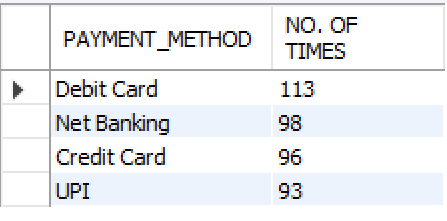 PAYMENT_METHOD NO. OF
TIMES
Debit Card 113
Net Banking 98
Credit Card 96
UPI 93